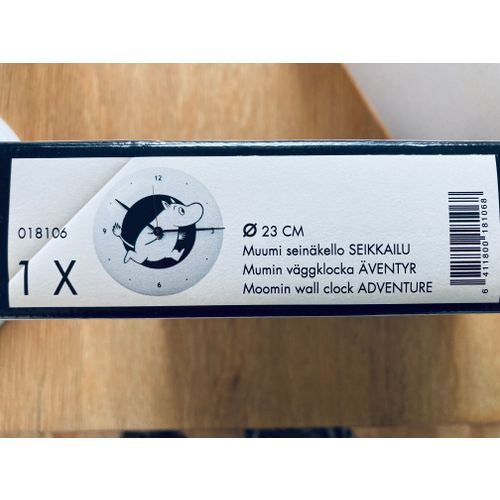 018106
1 X
12
3
6
9
Ø 23 CM
Muumi seinäkello SEIKKAILU
Mumin väggklocka ÄVENTYR
Moomin wall clock ADVENTURE
6 411800 181068